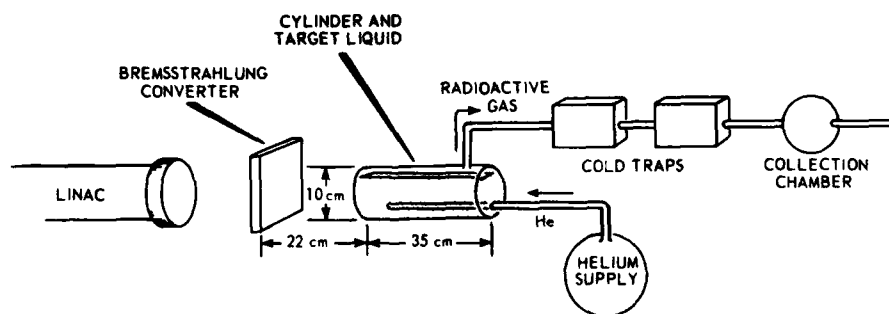 CYLINDER AND
TARGET LIQUID
BREMSSTRAHLUNG
CONVERTER
RADIOACTIVE
GAS
LINAC
10 cm
COLD TRAPS
COLLECTION
CHAMBER
He
22 cm
35 cm
HELIUM
SUPPLY